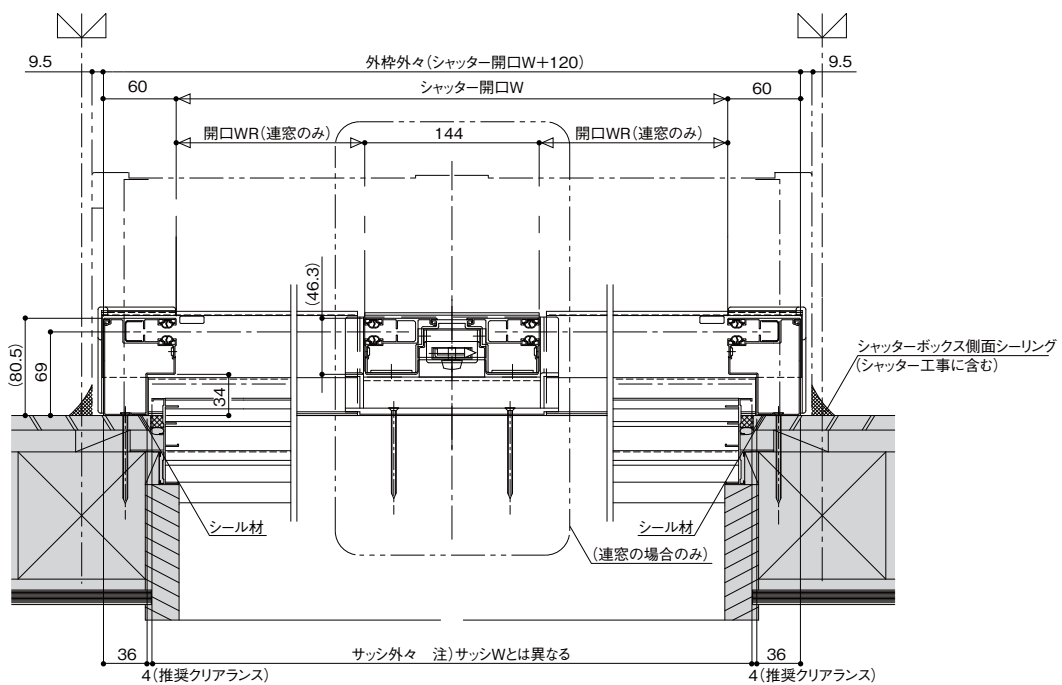 9.5
外枠外々(シャッター開口W+120)
9.5
60
シャッター開口W
60
開口WR(連窓のみ)
144
開口WR(連窓のみ)
(46.3)
(80.5)
69
34
シャッターボックス側面シーリング
(シャッター工事に含む)
シール材
シール材
(連窓の場合のみ)
36
サッシ外々 注)サッシWとは異なる
36
4(推奨クリアランス)
4(推奨クリアランス)